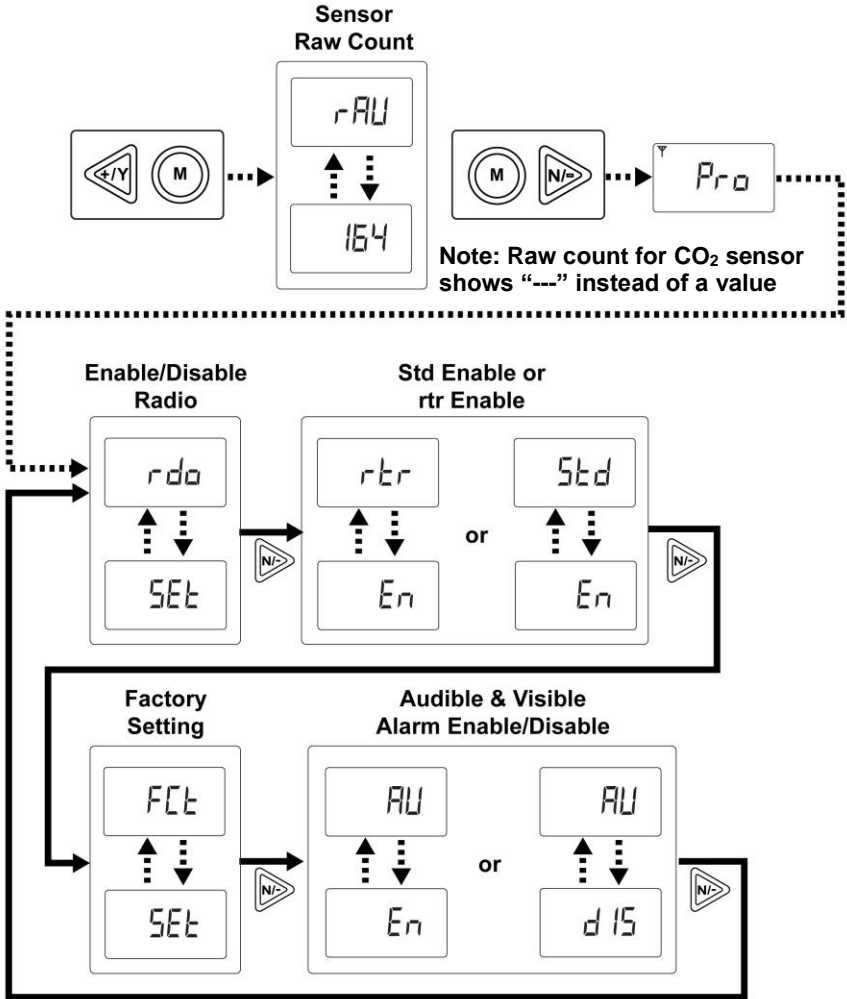 Sensor
Raw Count
rAU
+/Y
M
M
N/-
Pro
164
Note: Raw count for CO₂ sensor
shows “---” instead of a value
Enable/Disable
Radio
Std Enable or
rtr Enable
rdo
rtr
Std
or
N/-
N/-
SEt
En
En
Factory
Setting
Audible & Visible
Alarm Enable/Disable
FCt
AU
AU
or
N/-
N/-
SEt
En
dIS